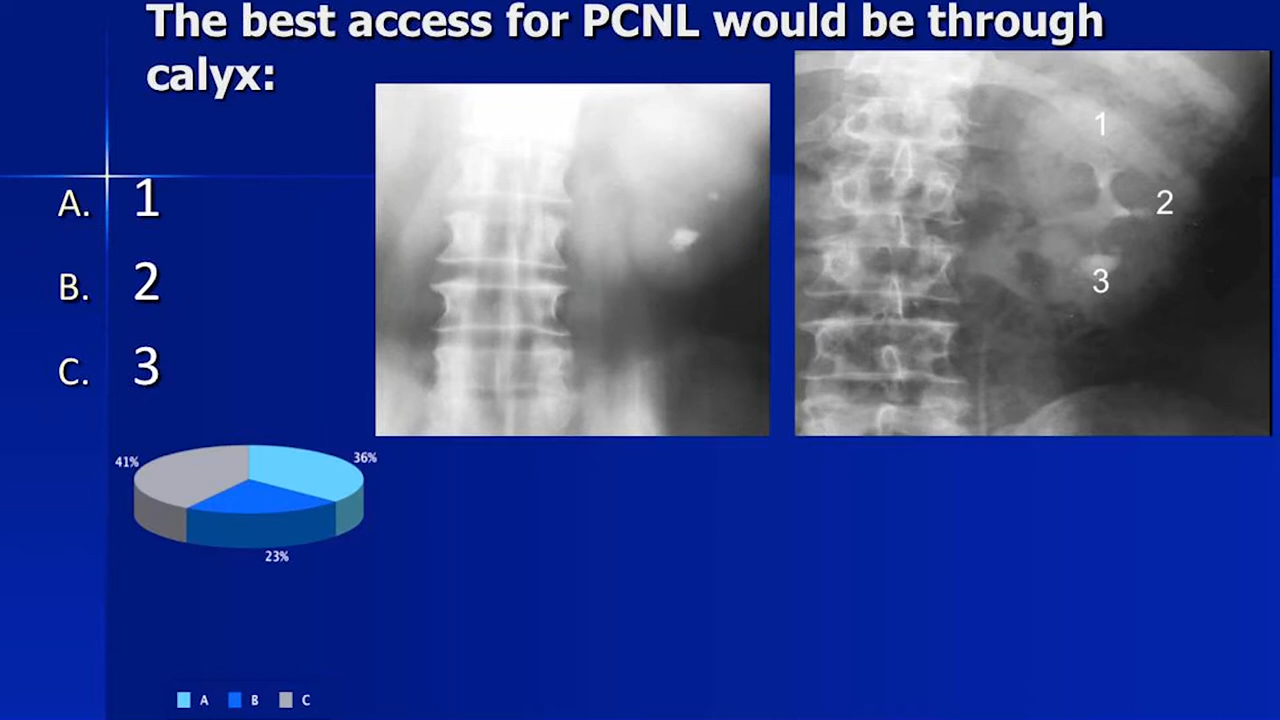 The best access for PCNL would be through
calyx:
A. 1
B. 2
C. 3
1
2
3
41%
36%
23%
A B C